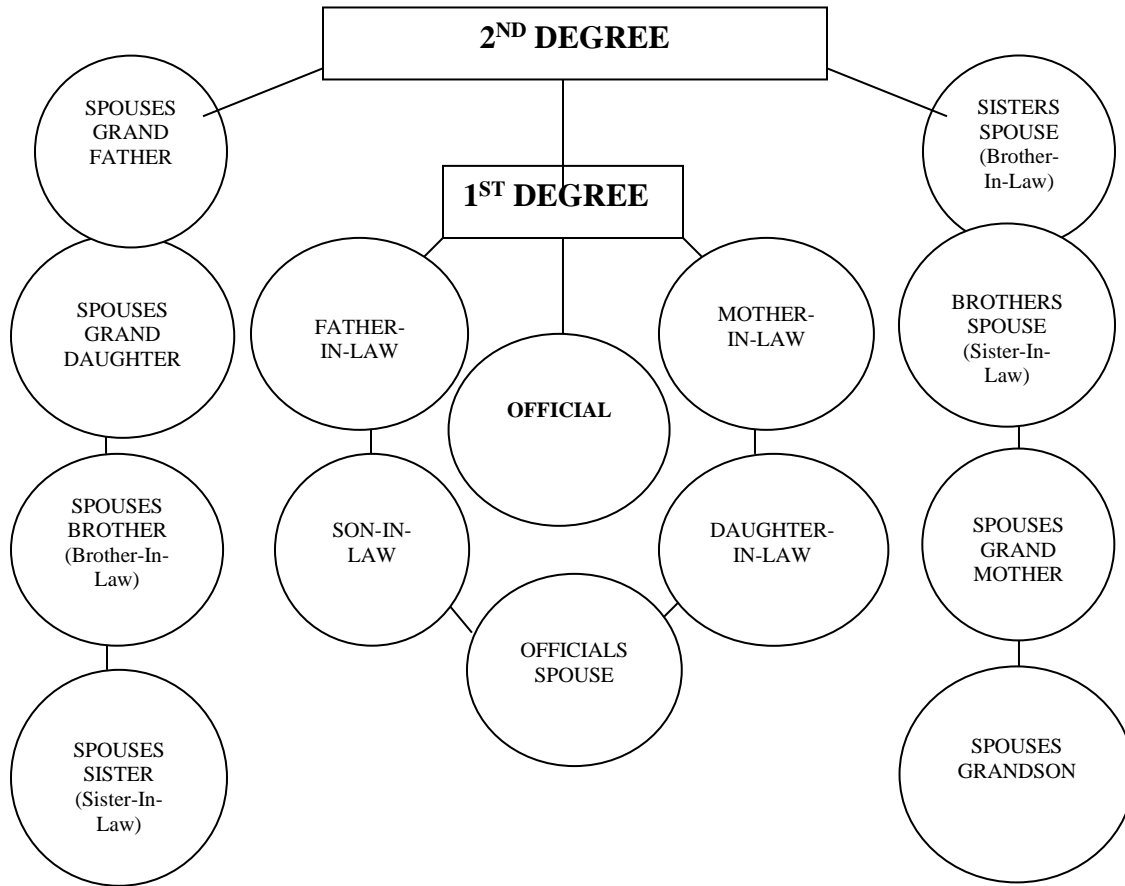 2ND DEGREE
SPOUSES
GRAND
FATHER
SISTERS
SPOUSE
(Brother-
In-Law)
1ST DEGREE
SPOUSES
GRAND
DAUGHTER
FATHER-
IN-LAW
MOTHER-
IN-LAW
BROTHERS
SPOUSE
(Sister-In-
Law)
OFFICIAL
SPOUSES
BROTHER
(Brother-In-
Law)
SON-IN-
LAW
DAUGHTER-
IN-LAW
SPOUSES
GRAND
MOTHER
OFFICIALS
SPOUSE
SPOUSES
SISTER
(Sister-In-
Law)
SPOUSES
GRANDSON